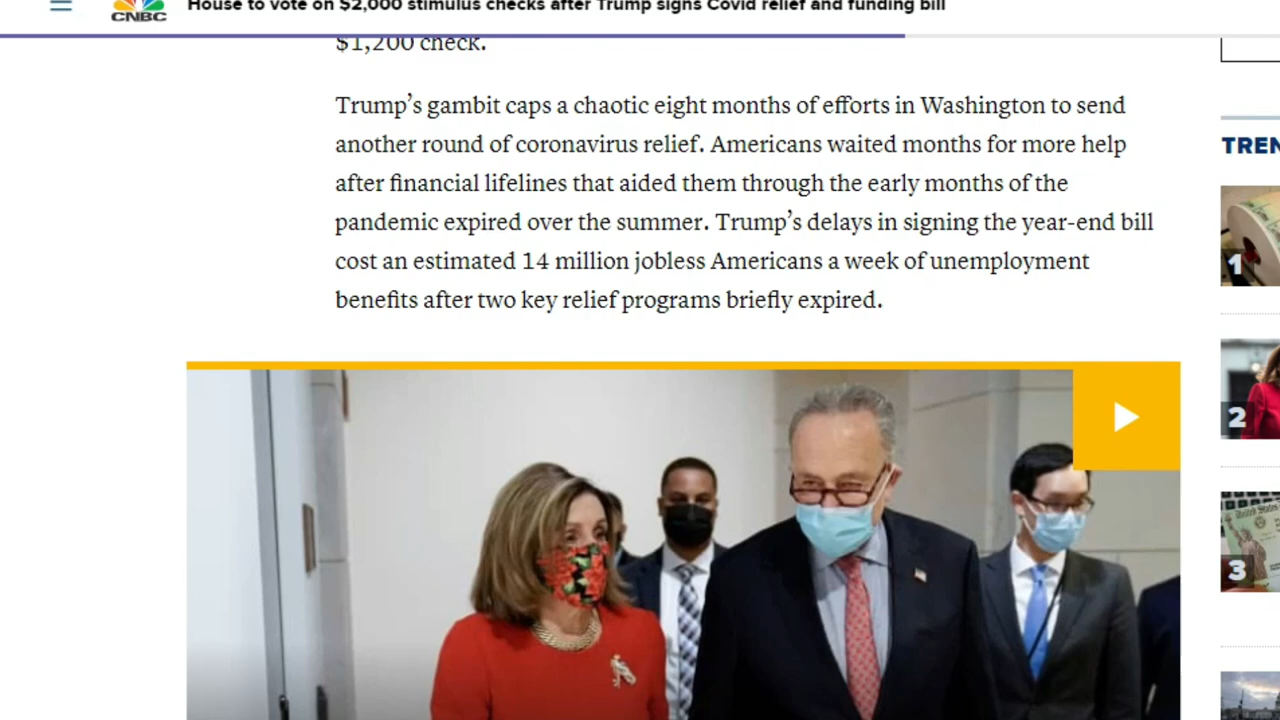 CNBC
House to vote on $2,000 stimulus checks after Trump signs Covid relief and funding bill
$1,200 check.
Trump’s gambit caps a chaotic eight months of efforts in Washington to send
another round of coronavirus relief. Americans waited months for more help
after financial lifelines that aided them through the early months of the
pandemic expired over the summer. Trump’s delays in signing the year-end bill
cost an estimated 14 million jobless Americans a week of unemployment
benefits after two key relief programs briefly expired.
TREN
1
2
3
United States